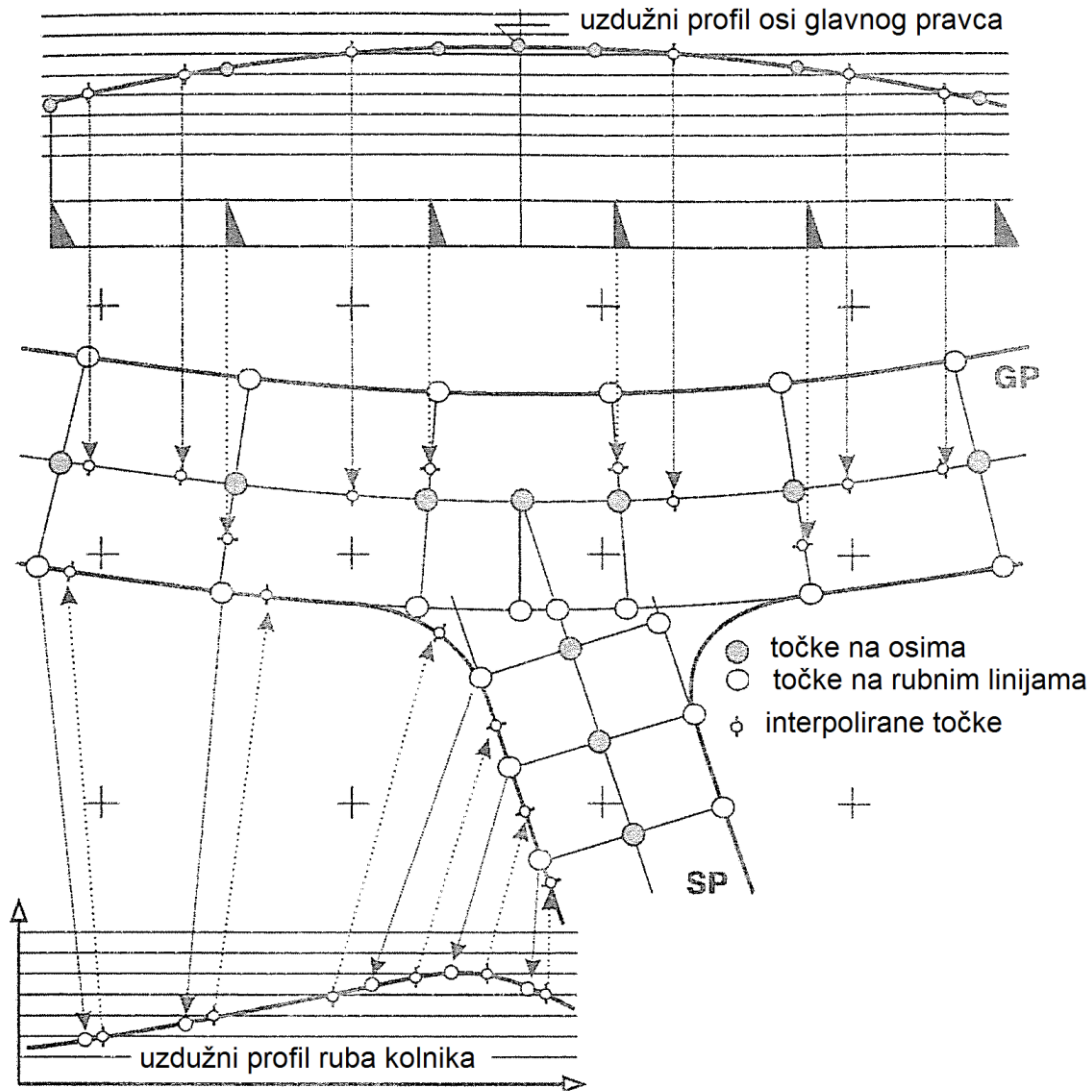 uzdužni profil osi glavnog pravca
GP
točke na osima
točke na rubnim linijama
interpolirane točke
SP
uzdužni profil ruba kolnika